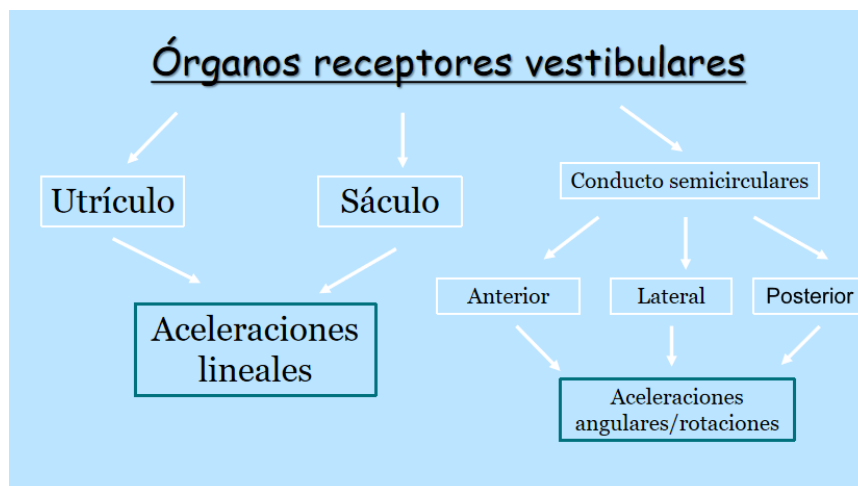 Órganos receptores vestibulares
Utrículo
Sáculo
Conducto semicirculares
Anterior
Lateral
Posterior
Aceleraciones
lineales
Aceleraciones
angulares/rotaciones